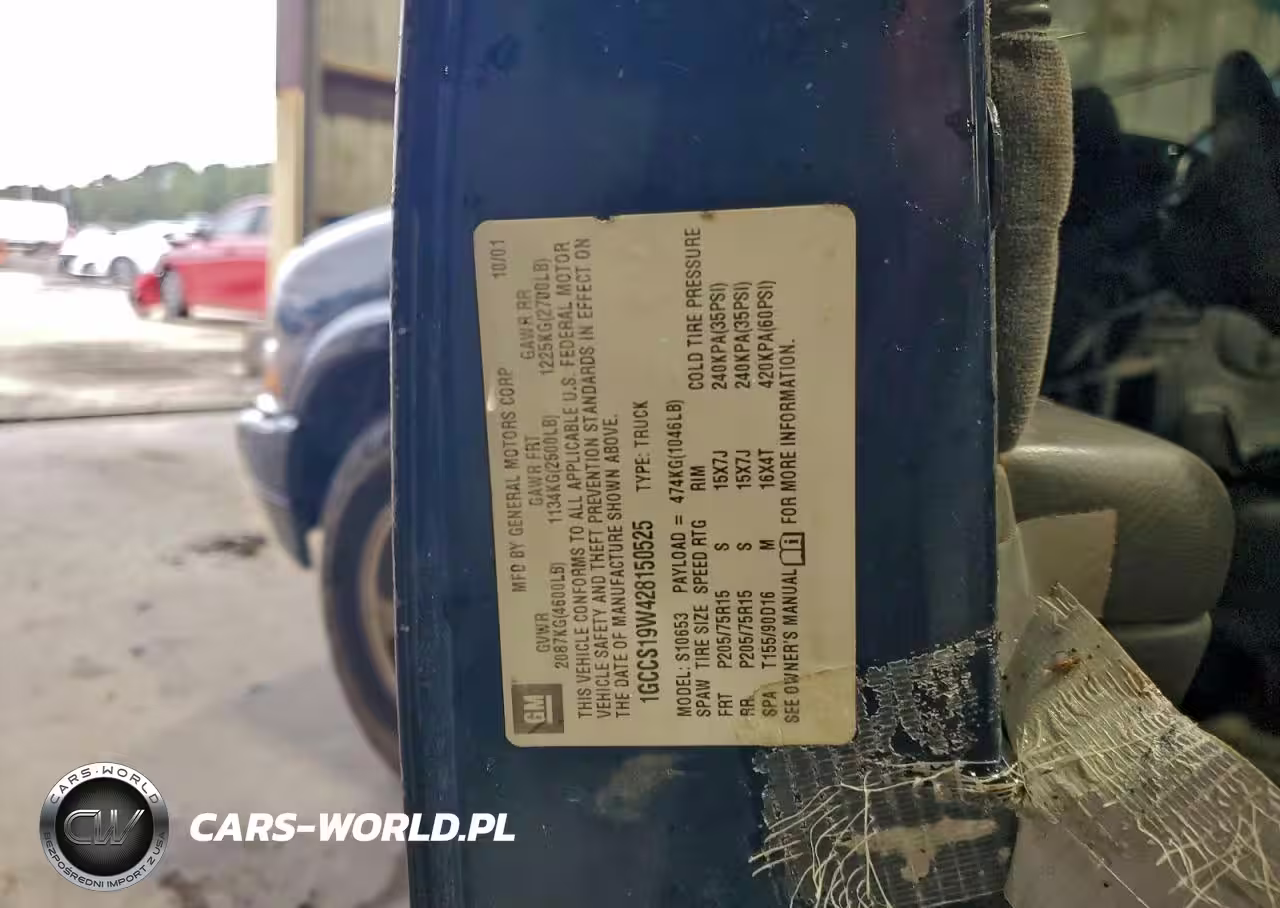 MFD BY GENERAL MOTORS CORP 10/01
GVWR GAWR FRT GAWR RR
2087KG(4600LB) 1134KG(2500LB) 1225KG(2700LB)
THIS VEHICLE CONFORMS TO ALL APPLICABLE U.S. FEDERAL MOTOR
VEHICLE SAFETY AND THEFT PREVENTION STANDARDS IN EFFECT ON
THE DATE OF MANUFACTURE SHOWN ABOVE.
GM
1GCCS19W428150525 TYPE: TRUCK
MODEL: S10653 PAYLOAD = 474KG(1046LB)
SPAW TIRE SIZE SPEED RTG RIM COLD TIRE PRESSURE
FRT P205/75R15 S 15X7J 240KPA(35PSI)
RR P205/75R15 S 15X7J 240KPA(35PSI)
SPA T155/90D16 M 16X4T 420KPA(60PSI)
SEE OWNER'S MANUAL FOR MORE INFORMATION.
CARS-WORLD
CW
BEZPOŚREDNI IMPORT Z USA
CARS-WORLD.PL